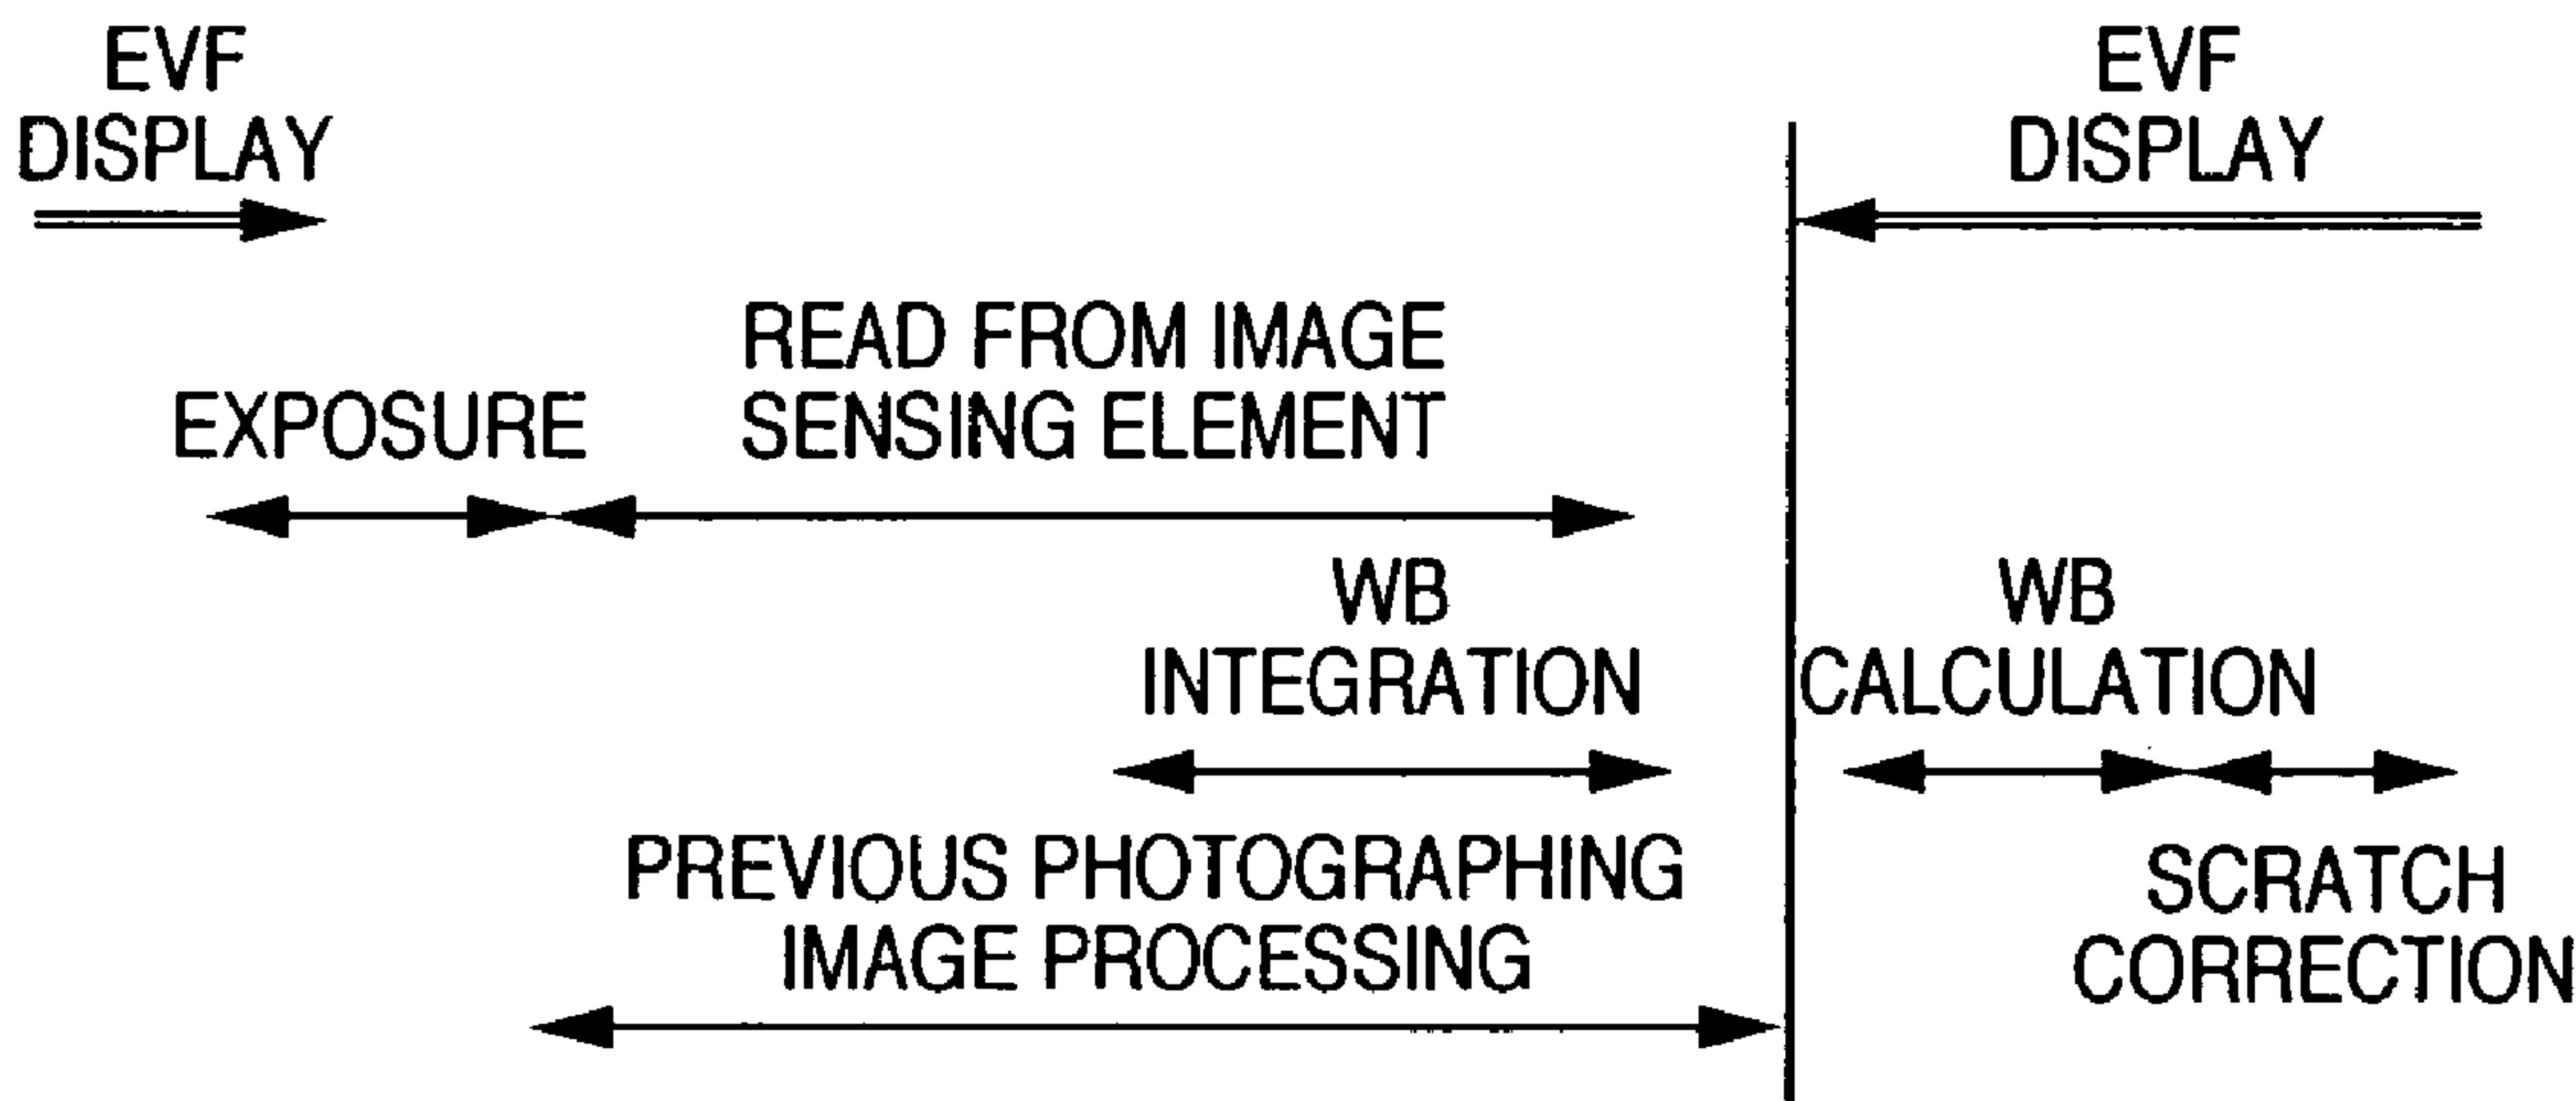 EVF
DISPLAY
EVF
DISPLAY
READ FROM IMAGE
SENSING ELEMENT
EXPOSURE
WB
INTEGRATION
WB
CALCULATION
PREVIOUS PHOTOGRAPHING
IMAGE PROCESSING
SCRATCH
CORRECTION